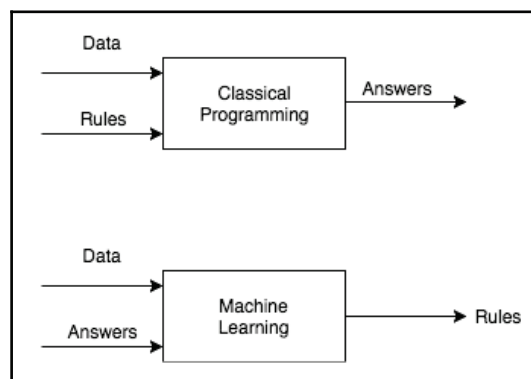 Data
Classical
Programming
Answers
Rules
Data
Machine
Learning
Rules
Answers